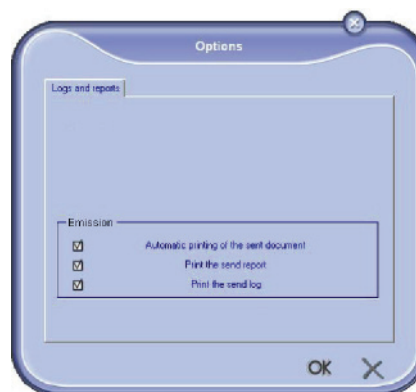 Options
Logs and reports
Emission
Automatic printing of the sent document
Print the send report
Print the send log
OK